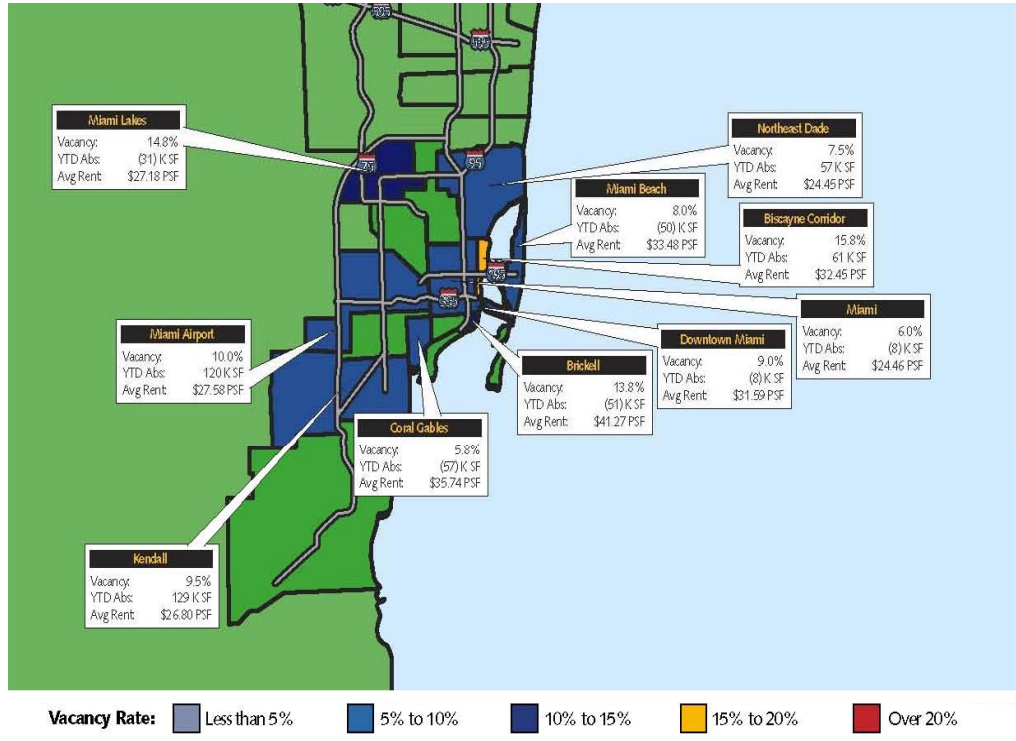 75
95
195
Miami Lakes
Vacancy: 14.8%
YTD Abs: (31) K SF
Avg Rent: $27.18 PSF
Northeast Dade
Vacancy: 7.5%
YTD Abs: 57 K SF
Avg Rent: $24.45 PSF
Miami Beach
Vacancy: 8.0%
YTD Abs: (50) K SF
Avg Rent: $33.48 PSF
Biscayne Corridor
Vacancy: 15.8%
YTD Abs: 61 K SF
Avg Rent: $32.45 PSF
Miami
Vacancy: 6.0%
YTD Abs: (8) K SF
Avg Rent: $24.46 PSF
Miami Airport
Vacancy: 10.0%
YTD Abs: 120 K SF
Avg Rent: $27.58 PSF
Downtown Miami
Vacancy: 9.0%
YTD Abs: (8) K SF
Avg Rent: $31.59 PSF
Brickell
Vacancy: 13.8%
YTD Abs: (51) K SF
Avg Rent: $41.27 PSF
Coral Gables
Vacancy: 5.8%
YTD Abs: (57) K SF
Avg Rent: $35.74 PSF
Kendall
Vacancy: 9.5%
YTD Abs: 129 K SF
Avg Rent: $26.80 PSF
Vacancy Rate: Less than 5% 5% to 10% 10% to 15% 15% to 20% Over 20%